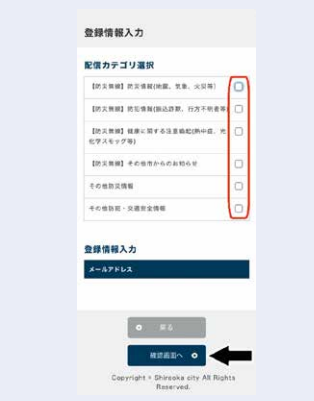 登録情報入力
配信カテゴリ選択
【防災無線】防災情報(地震、気象、火災等)
【防災無線】防犯情報(振込詐欺、行方不明者等)
【防災無線】健康に関する注意喚起(熱中症、光
化学スモッグ等)
【防災無線】その他市からのお知らせ
その他防災情報
その他防犯・交通安全情報
登録情報入力
メールアドレス
戻る
確認画面へ
Copyright © Shiraoka city All Rights
Reserved.